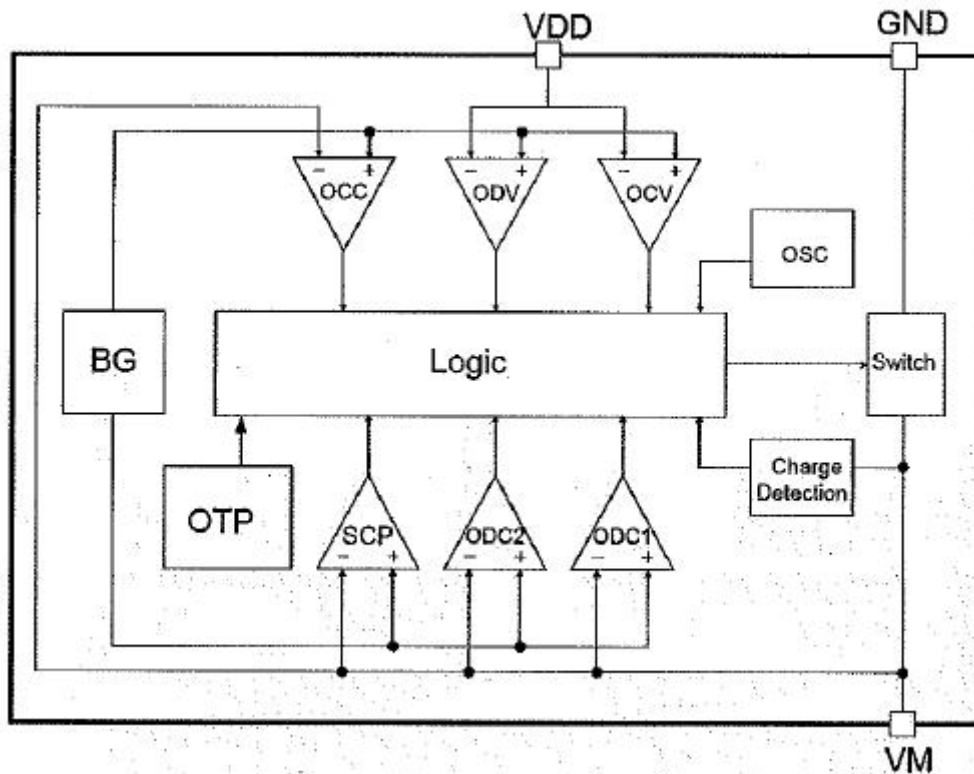 VDD
GND
- +
OCC
- +
ODV
- +
OCV
OSC
BG
Logic
Switch
OTP
SCP
- +
ODC2
- +
ODC1
- +
Charge
Detection
VM